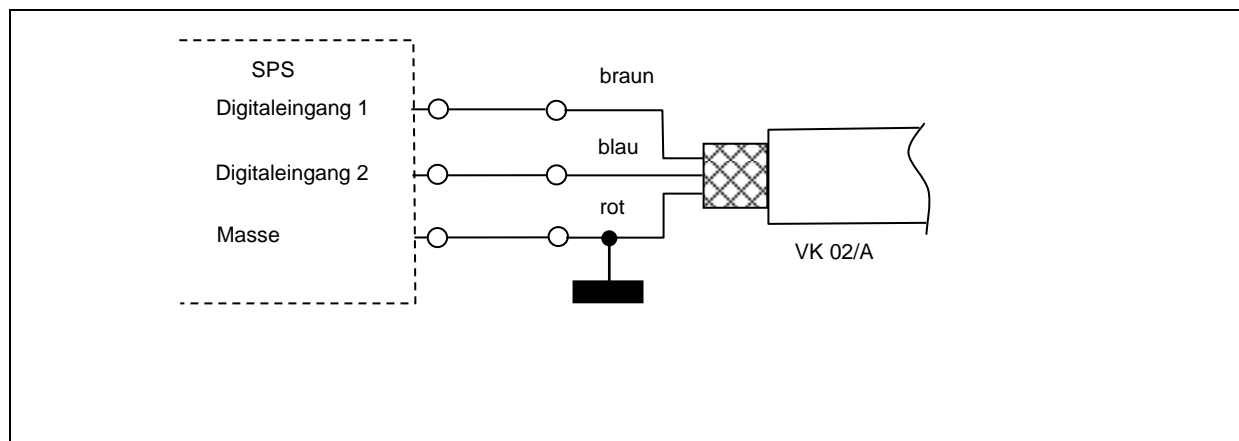 SPS
braun
Digitaleingang 1
blau
Digitaleingang 2
rot
Masse
VK 02/A